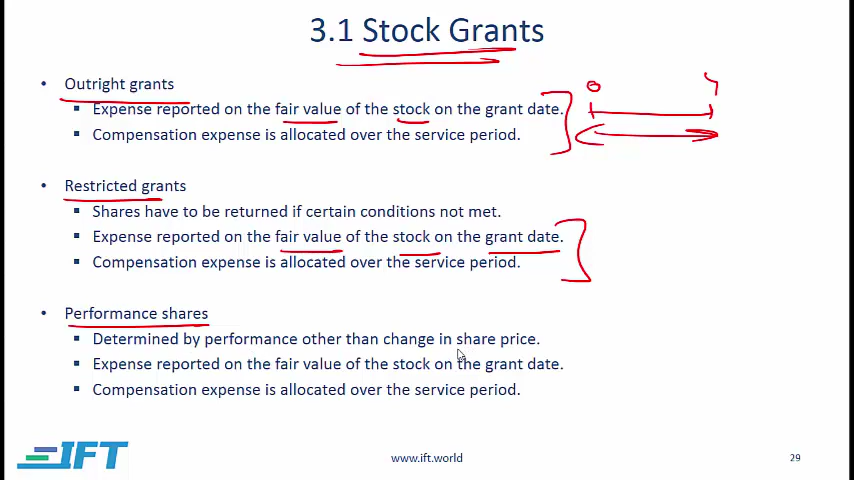 3.1 Stock Grants
• Outright grants
▪ Expense reported on the fair value of the stock on the grant date.
▪ Compensation expense is allocated over the service period.
0 4
• Restricted grants
▪ Shares have to be returned if certain conditions not met.
▪ Expense reported on the fair value of the stock on the grant date.
▪ Compensation expense is allocated over the service period.
• Performance shares
▪ Determined by performance other than change in share price.
▪ Expense reported on the fair value of the stock on the grant date.
▪ Compensation expense is allocated over the service period.
IFT
www.ift.world
29